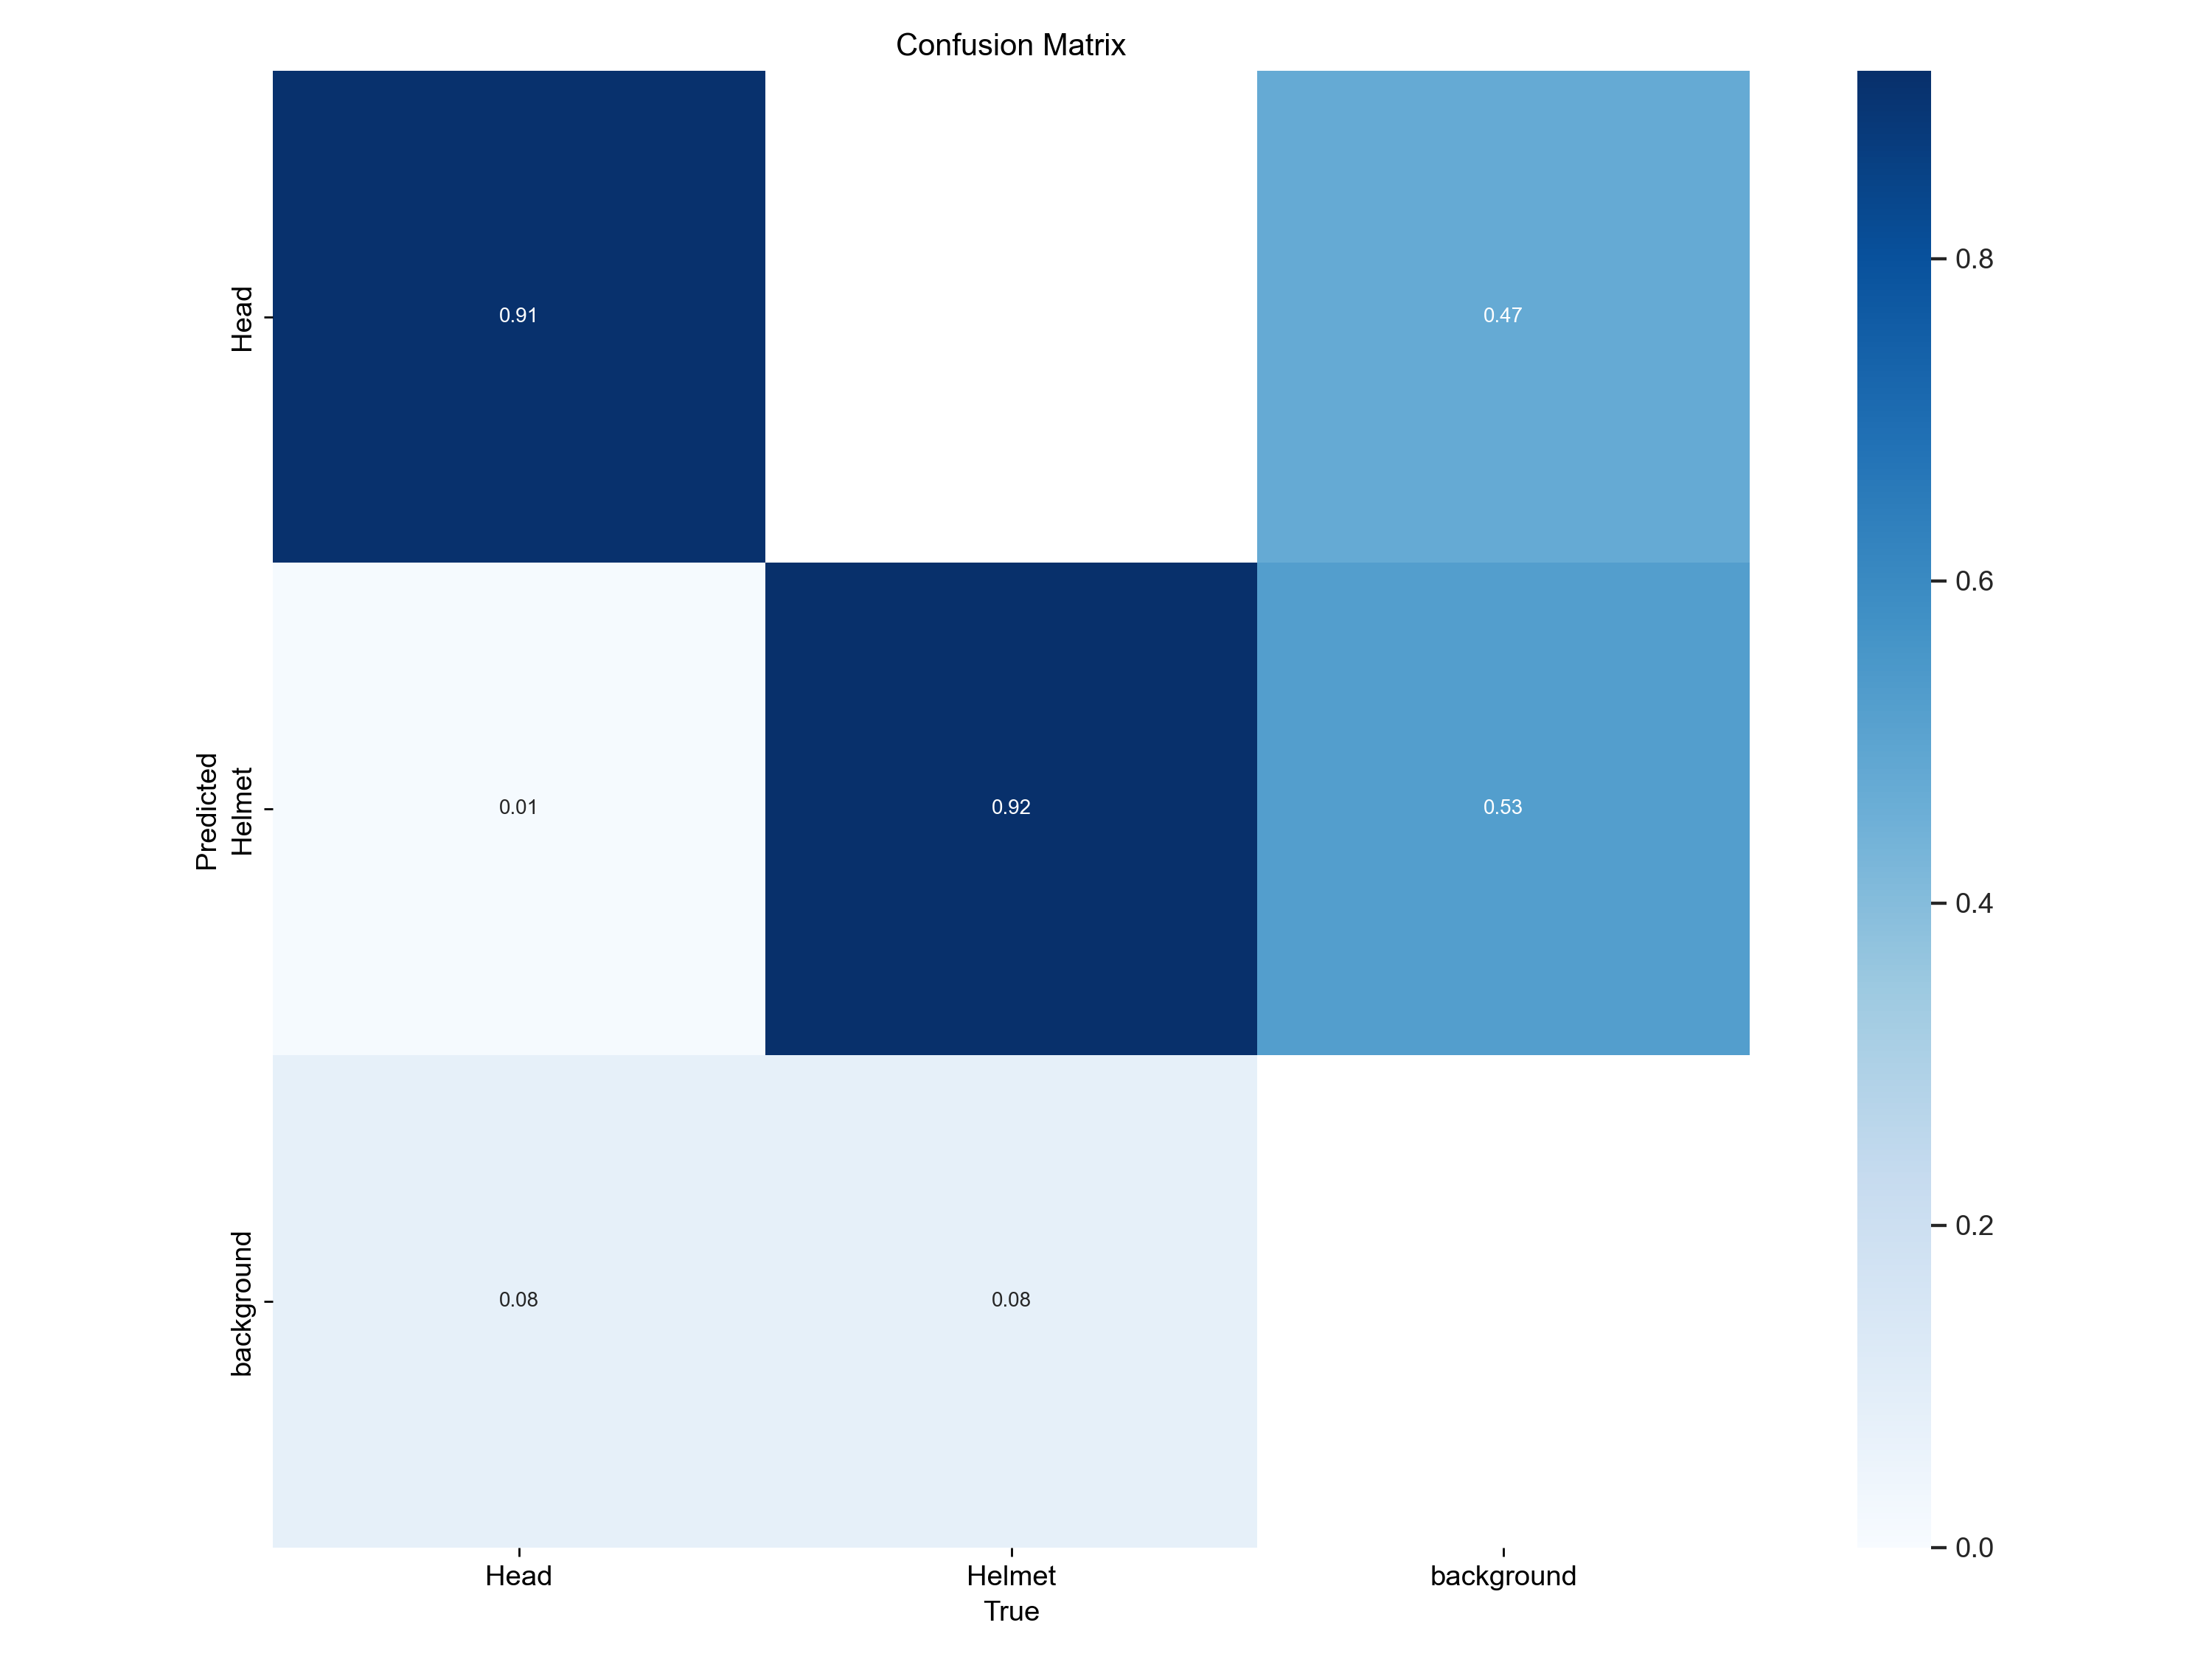 Confusion Matrix
Head
0.91
0.47
0.8
0.6
Predicted
Helmet
0.01
0.92
0.53
0.4
background
0.08
0.08
0.2
0.0
Head
Helmet
background
True